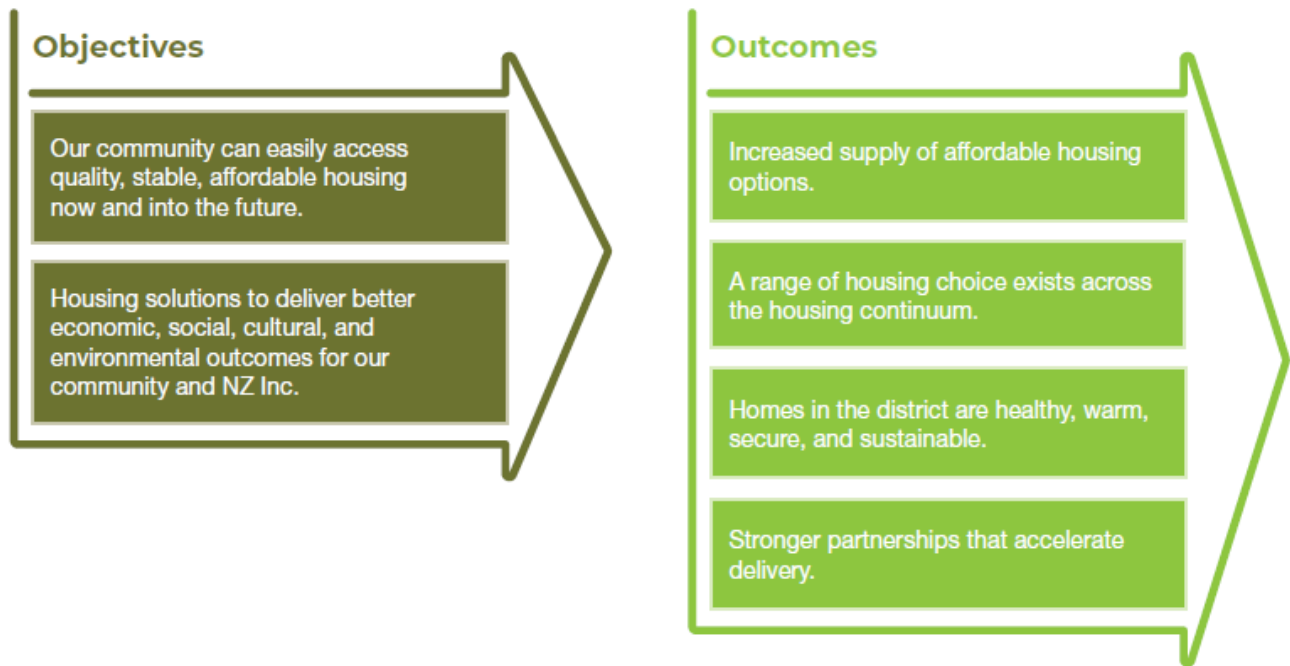 Objectives
Our community can easily access
quality, stable, affordable housing
now and into the future.
Housing solutions to deliver better
economic, social, cultural, and
environmental outcomes for our
community and NZ Inc.
Outcomes
Increased supply of affordable housing
options.
A range of housing choice exists across
the housing continuum.
Homes in the district are healthy, warm,
secure, and sustainable.
Stronger partnerships that accelerate
delivery.